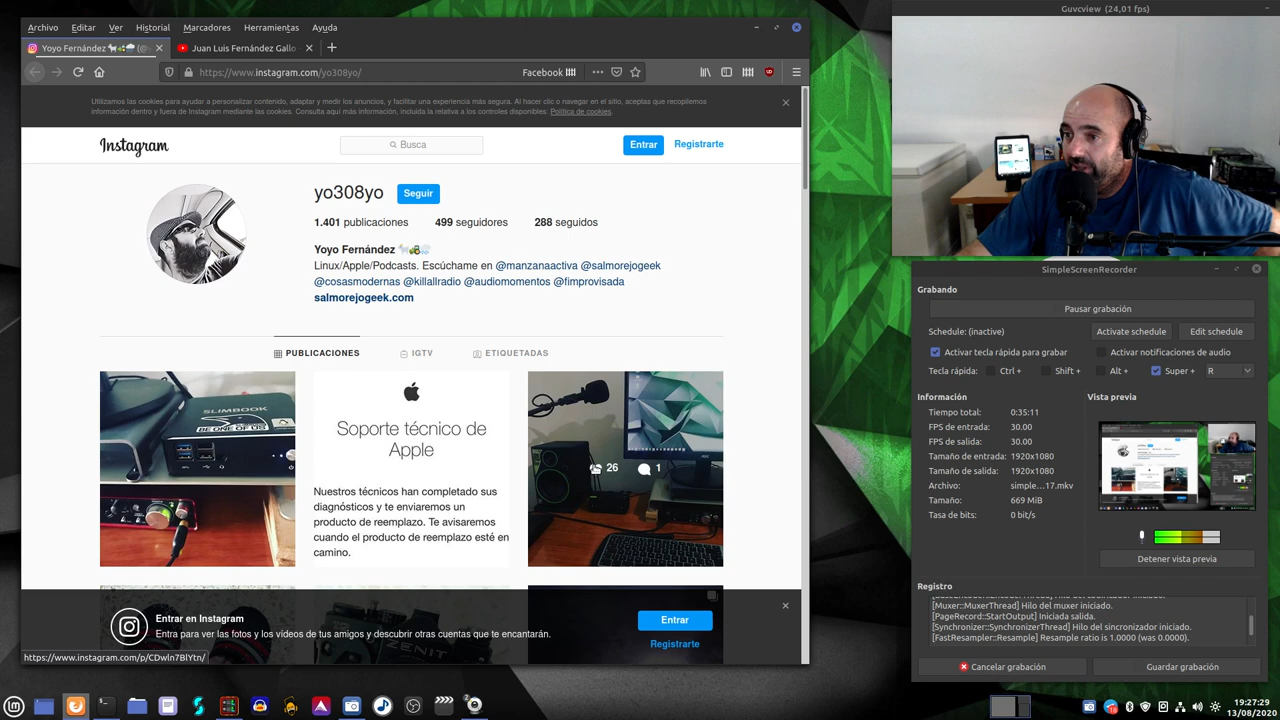 Archivo Editar Ver Historial Marcadores Herramientas Ayuda
Yoyo Fernández
Juan Luis Fernández Gallo
https://www.instagram.com/yo308yo/
Facebook
Utilizamos las cookies para ayudar a personalizar contenido, adaptar y medir los anuncios, y facilitar una experiencia más segura. Al hacer clic o navegar en el sitio, aceptas que recopilemos
información dentro y fuera de Instagram mediante las cookies. Consulta aquí más información, incluida la relativa a los controles disponibles: Política de cookies.
Instagram
Busca
Entrar
Registrarte
yo308yo
Seguir
1.401 publicaciones 499 seguidores 288 seguidos
Yoyo Fernández
Linux/Apple/Podcasts. Escúchame en @manzanaactiva @salmorejogeek
@cosasmodernas @killallradio @audiomomentos @fimprovisada
salmorejogeek.com
PUBLICACIONES IGTV ETIQUETADAS
SLIMBOOK
BE ONE OF US
Soporte técnico de
Apple
Nuestros técnicos han completado sus
diagnósticos y te enviaremos un
producto de reemplazo. Te avisaremos
cuando el producto de reemplazo esté en
camino.
26 1
ZENIT
Entrar en Instagram
Entra para ver las fotos y los vídeos de tus amigos y descubrir otras cuentas que te encantarán.
Entrar
Registrarte
https://www.instagram.com/p/CDwln7BlYtn/
Guvcview (24,01 fps)
SimpleScreenRecorder
Grabando
Pausar grabación
Schedule: (inactive)
Activate schedule
Edit schedule
Activar tecla rápida para grabar
Activar notificaciones de audio
Tecla rápida: Ctrl + Shift + Alt + Super + R
Información
Tiempo total: 0:35:11
FPS de entrada: 30.00
FPS de salida: 30.00
Tamaño de entrada: 1920x1080
Tamaño de salida: 1920x1080
Archivo: simple....17.mkv
Tamaño: 669 MiB
Tasa de bits: 0 bit/s
Vista previa
Detener vista previa
Registro
[Muxer::MuxerThread] Hilo del muxer iniciado.
[PageRecord::StartOutput] Iniciada salida.
[Synchronizer::SynchronizerThread] Hilo del sincronizador iniciado.
[FastResampler::Resample] Resample ratio is 1.0000 (was 0.0000).
Cancelar grabación
Guardar grabación
19:27:29
13/08/2020